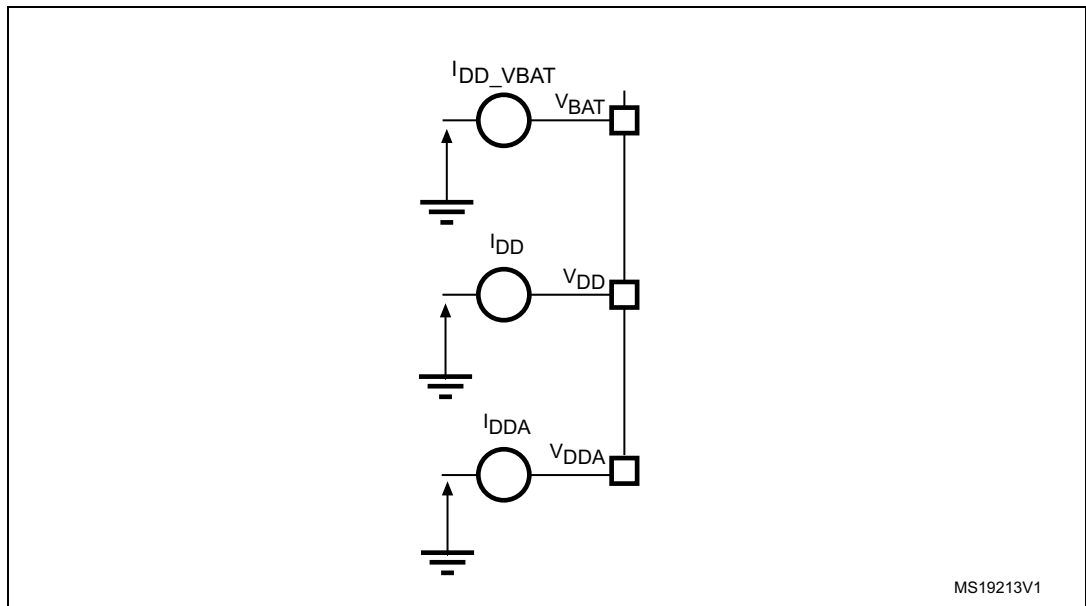 IDD_VBAT
VBAT
IDD
VDD
IDDA
VDDA
MS19213V1